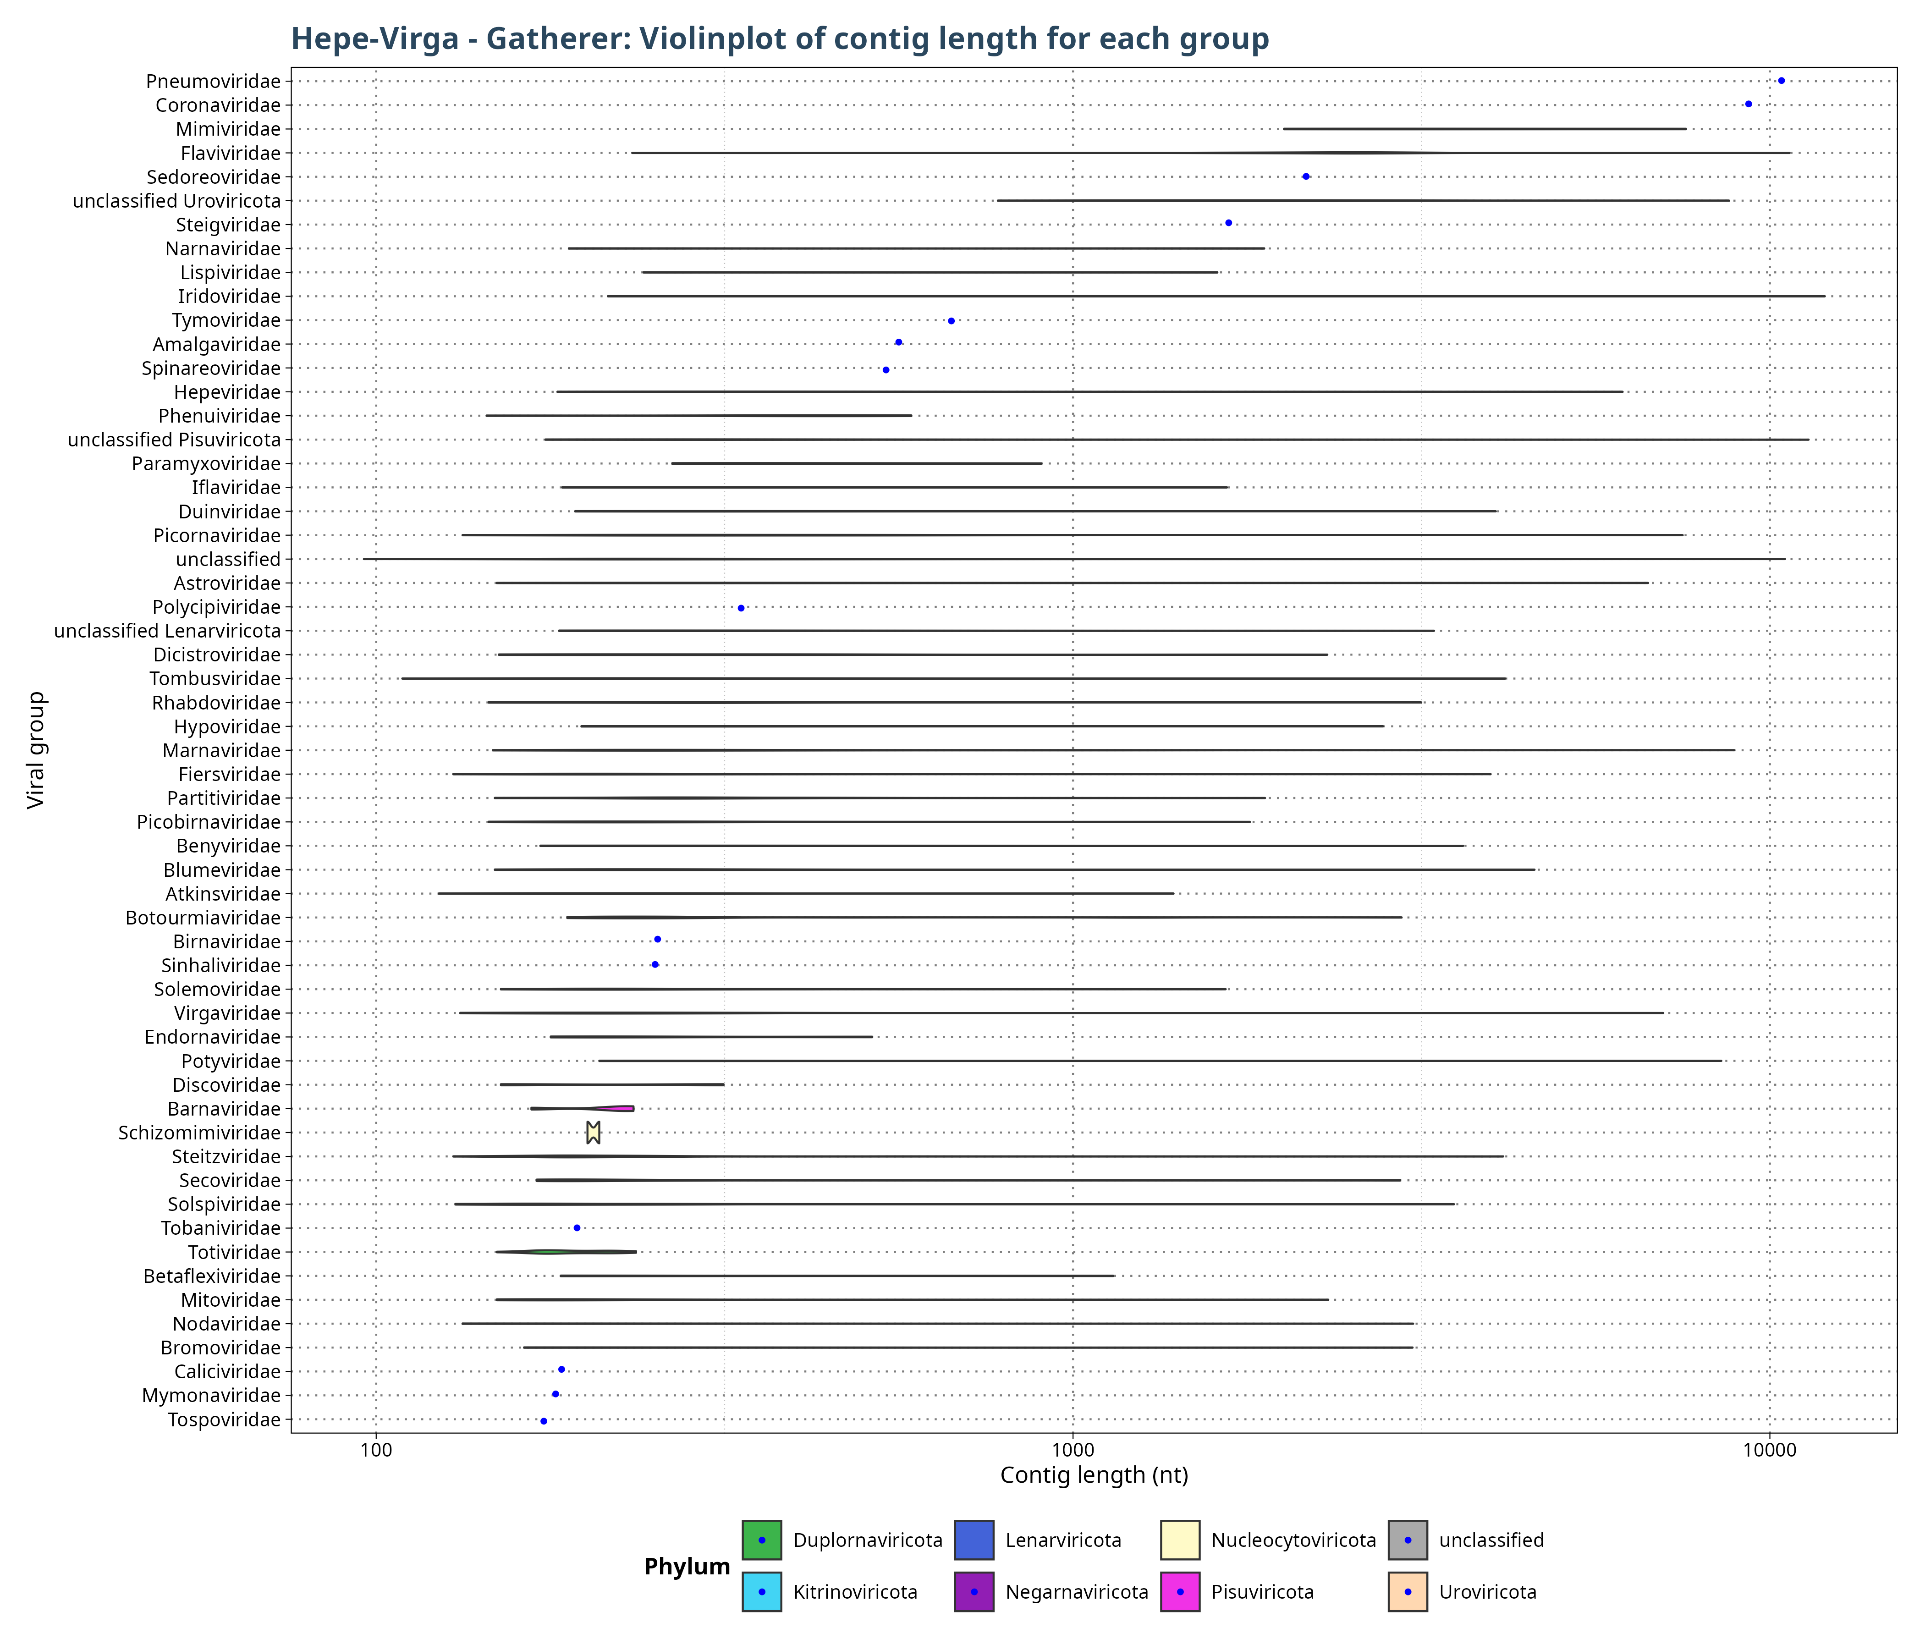 Hepe-Virga - Gatherer: Violinplot of contig length for each group
Viral group
Pneumoviridae
Coronaviridae
Mimiviridae
Flaviviridae
Sedoreoviridae
unclassified Uroviricota
Steigviridae
Narnaviridae
Lispiviridae
Iridoviridae
Tymoviridae
Amalgaviridae
Spinareoviridae
Hepeviridae
Phenuiviridae
unclassified Pisuviricota
Paramyxoviridae
Iflaviridae
Duinviridae
Picornaviridae
unclassified
Astroviridae
Polycipiviridae
unclassified Lenarviricota
Dicistroviridae
Tombusviridae
Rhabdoviridae
Hypoviridae
Marnaviridae
Fiersviridae
Partitiviridae
Picobirnaviridae
Benyviridae
Blumeviridae
Atkinsviridae
Botourmiaviridae
Birnaviridae
Sinhaliviridae
Solemoviridae
Virgaviridae
Endornaviridae
Potyviridae
Discoviridae
Barnaviridae
Schizomimiviridae
Steitzviridae
Secoviridae
Solspiviridae
Tobaniviridae
Totiviridae
Betaflexiviridae
Mitoviridae
Nodaviridae
Bromoviridae
Caliciviridae
Mymonaviridae
Tospoviridae
100 1000 10000
Contig length (nt)
Phylum
Duplornaviricota Lenarviricota Nucleocytoviricota unclassified
Kitrinoviricota Negarnaviricota Pisuviricota Uroviricota